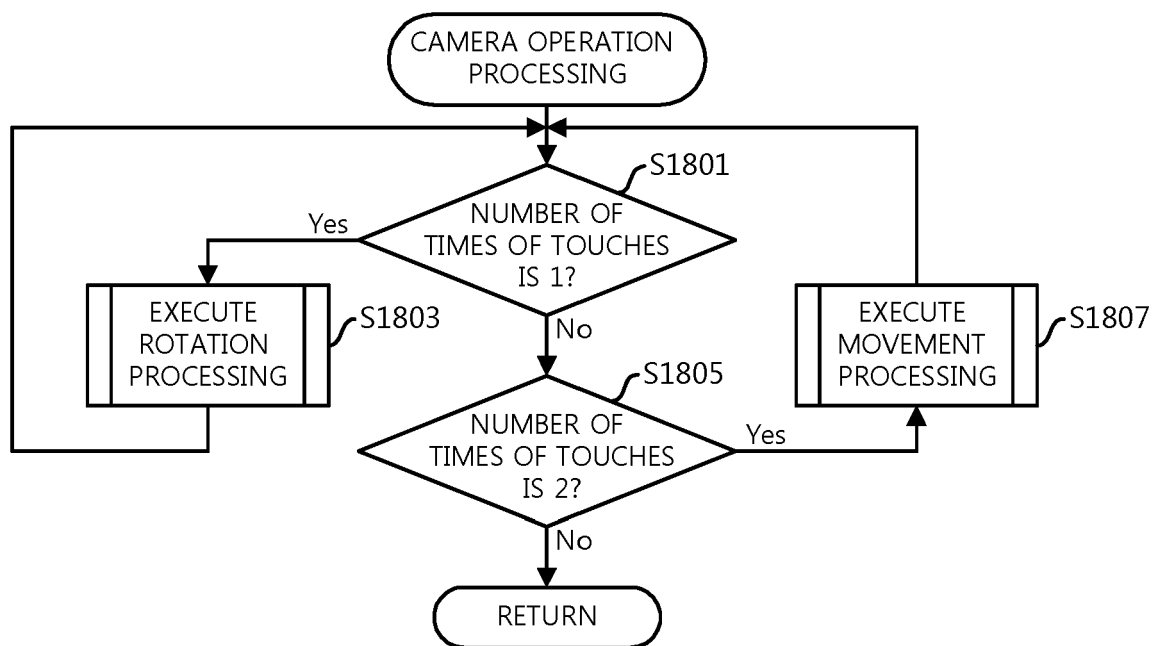 CAMERA OPERATION
PROCESSING
S1801
NUMBER OF
TIMES OF TOUCHES
IS 1?
Yes
EXECUTE
ROTATION
PROCESSING
S1803
No
EXECUTE
MOVEMENT
PROCESSING
S1807
S1805
NUMBER OF
TIMES OF TOUCHES
IS 2?
Yes
No
RETURN